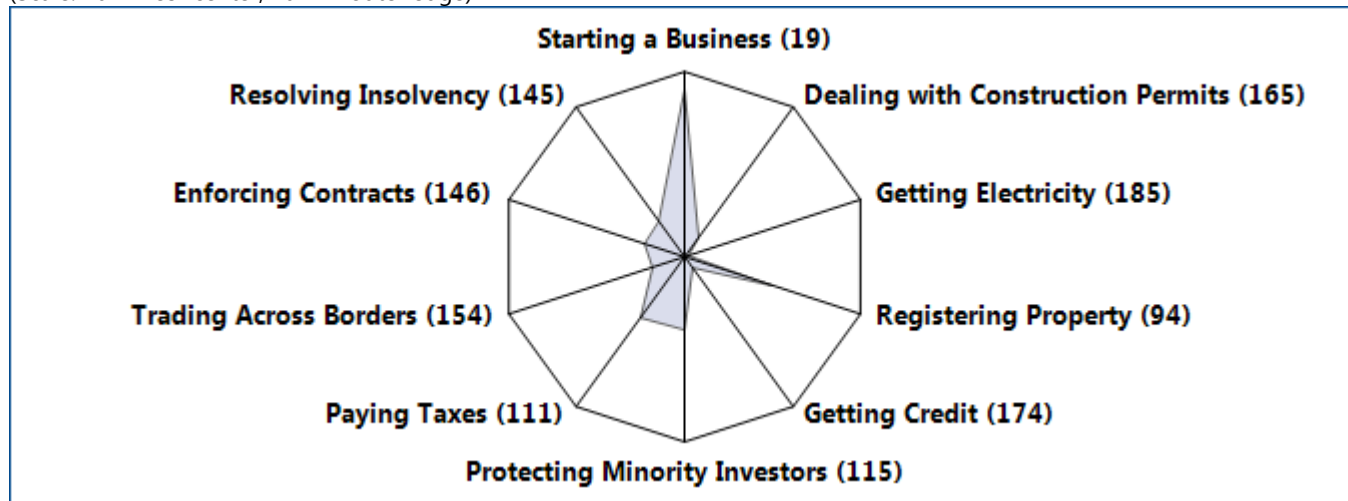 Starting a Business (19)
Resolving Insolvency (145)
Dealing with Construction Permits (165)
Enforcing Contracts (146)
Getting Electricity (185)
Trading Across Borders (154)
Registering Property (94)
Paying Taxes (111)
Getting Credit (174)
Protecting Minority Investors (115)